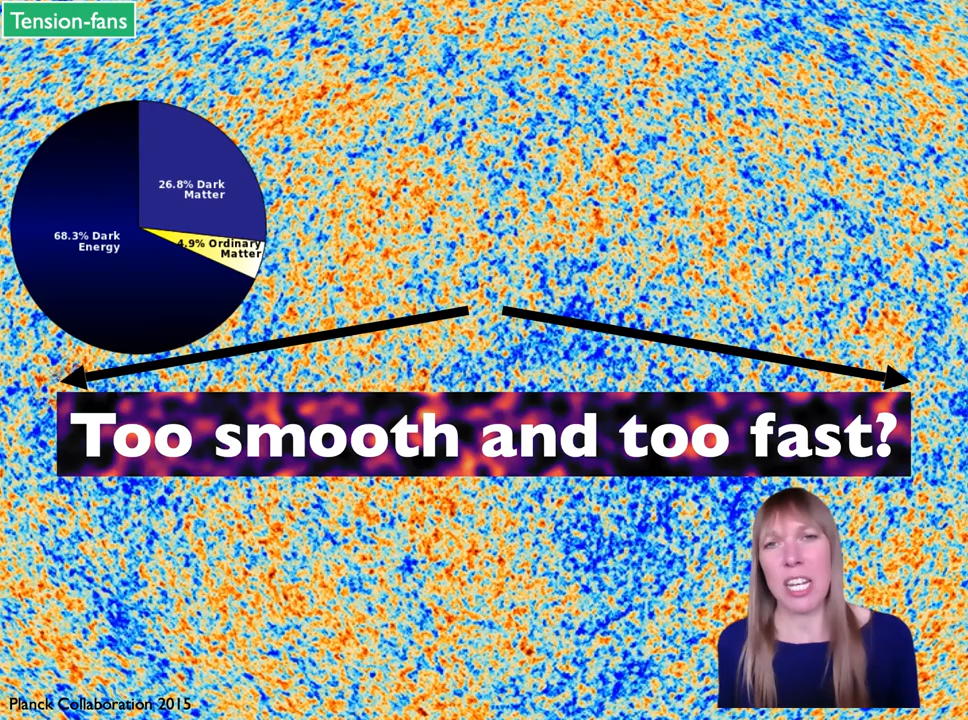 Tension-fans
26.8% Dark
Matter
68.3% Dark
Energy
4.9% Ordinary
Matter
Too smooth and too fast?
Planck Collaboration 2015